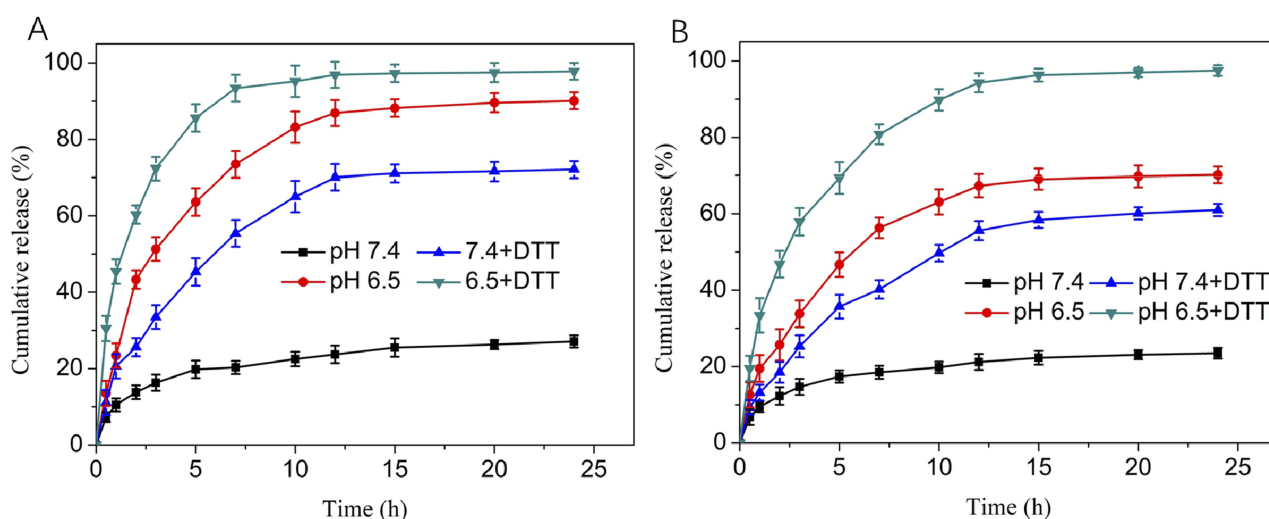 A
100
80
60
40
20
0
Cumulative release (%)
pH 7.4 7.4+DTT
pH 6.5 6.5+DTT
0 5 10 15 20 25
Time (h)
B
100
80
60
40
20
0
Cumulative release (%)
pH 7.4 pH 7.4+DTT
pH 6.5 pH 6.5+DTT
0 5 10 15 20 25
Time (h)